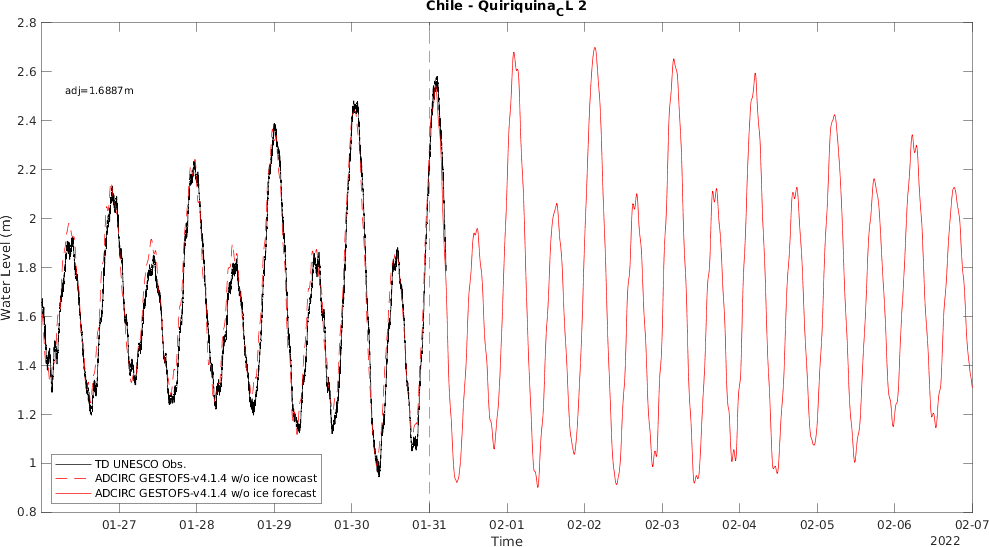 Chile - Quiriquina_CL 2
2.8
2.6
adj=1.6887m
2.4
2.2
2
1.8
Water Level (m)
1.6
1.4
1.2
1
0.8
TD UNESCO Obs.
ADCIRC GESTOFS-v4.1.4 w/o ice nowcast
ADCIRC GESTOFS-v4.1.4 w/o ice forecast
01-27 01-28 01-29 01-30 01-31 02-01 02-02 02-03 02-04 02-05 02-06 02-07
Time
2022